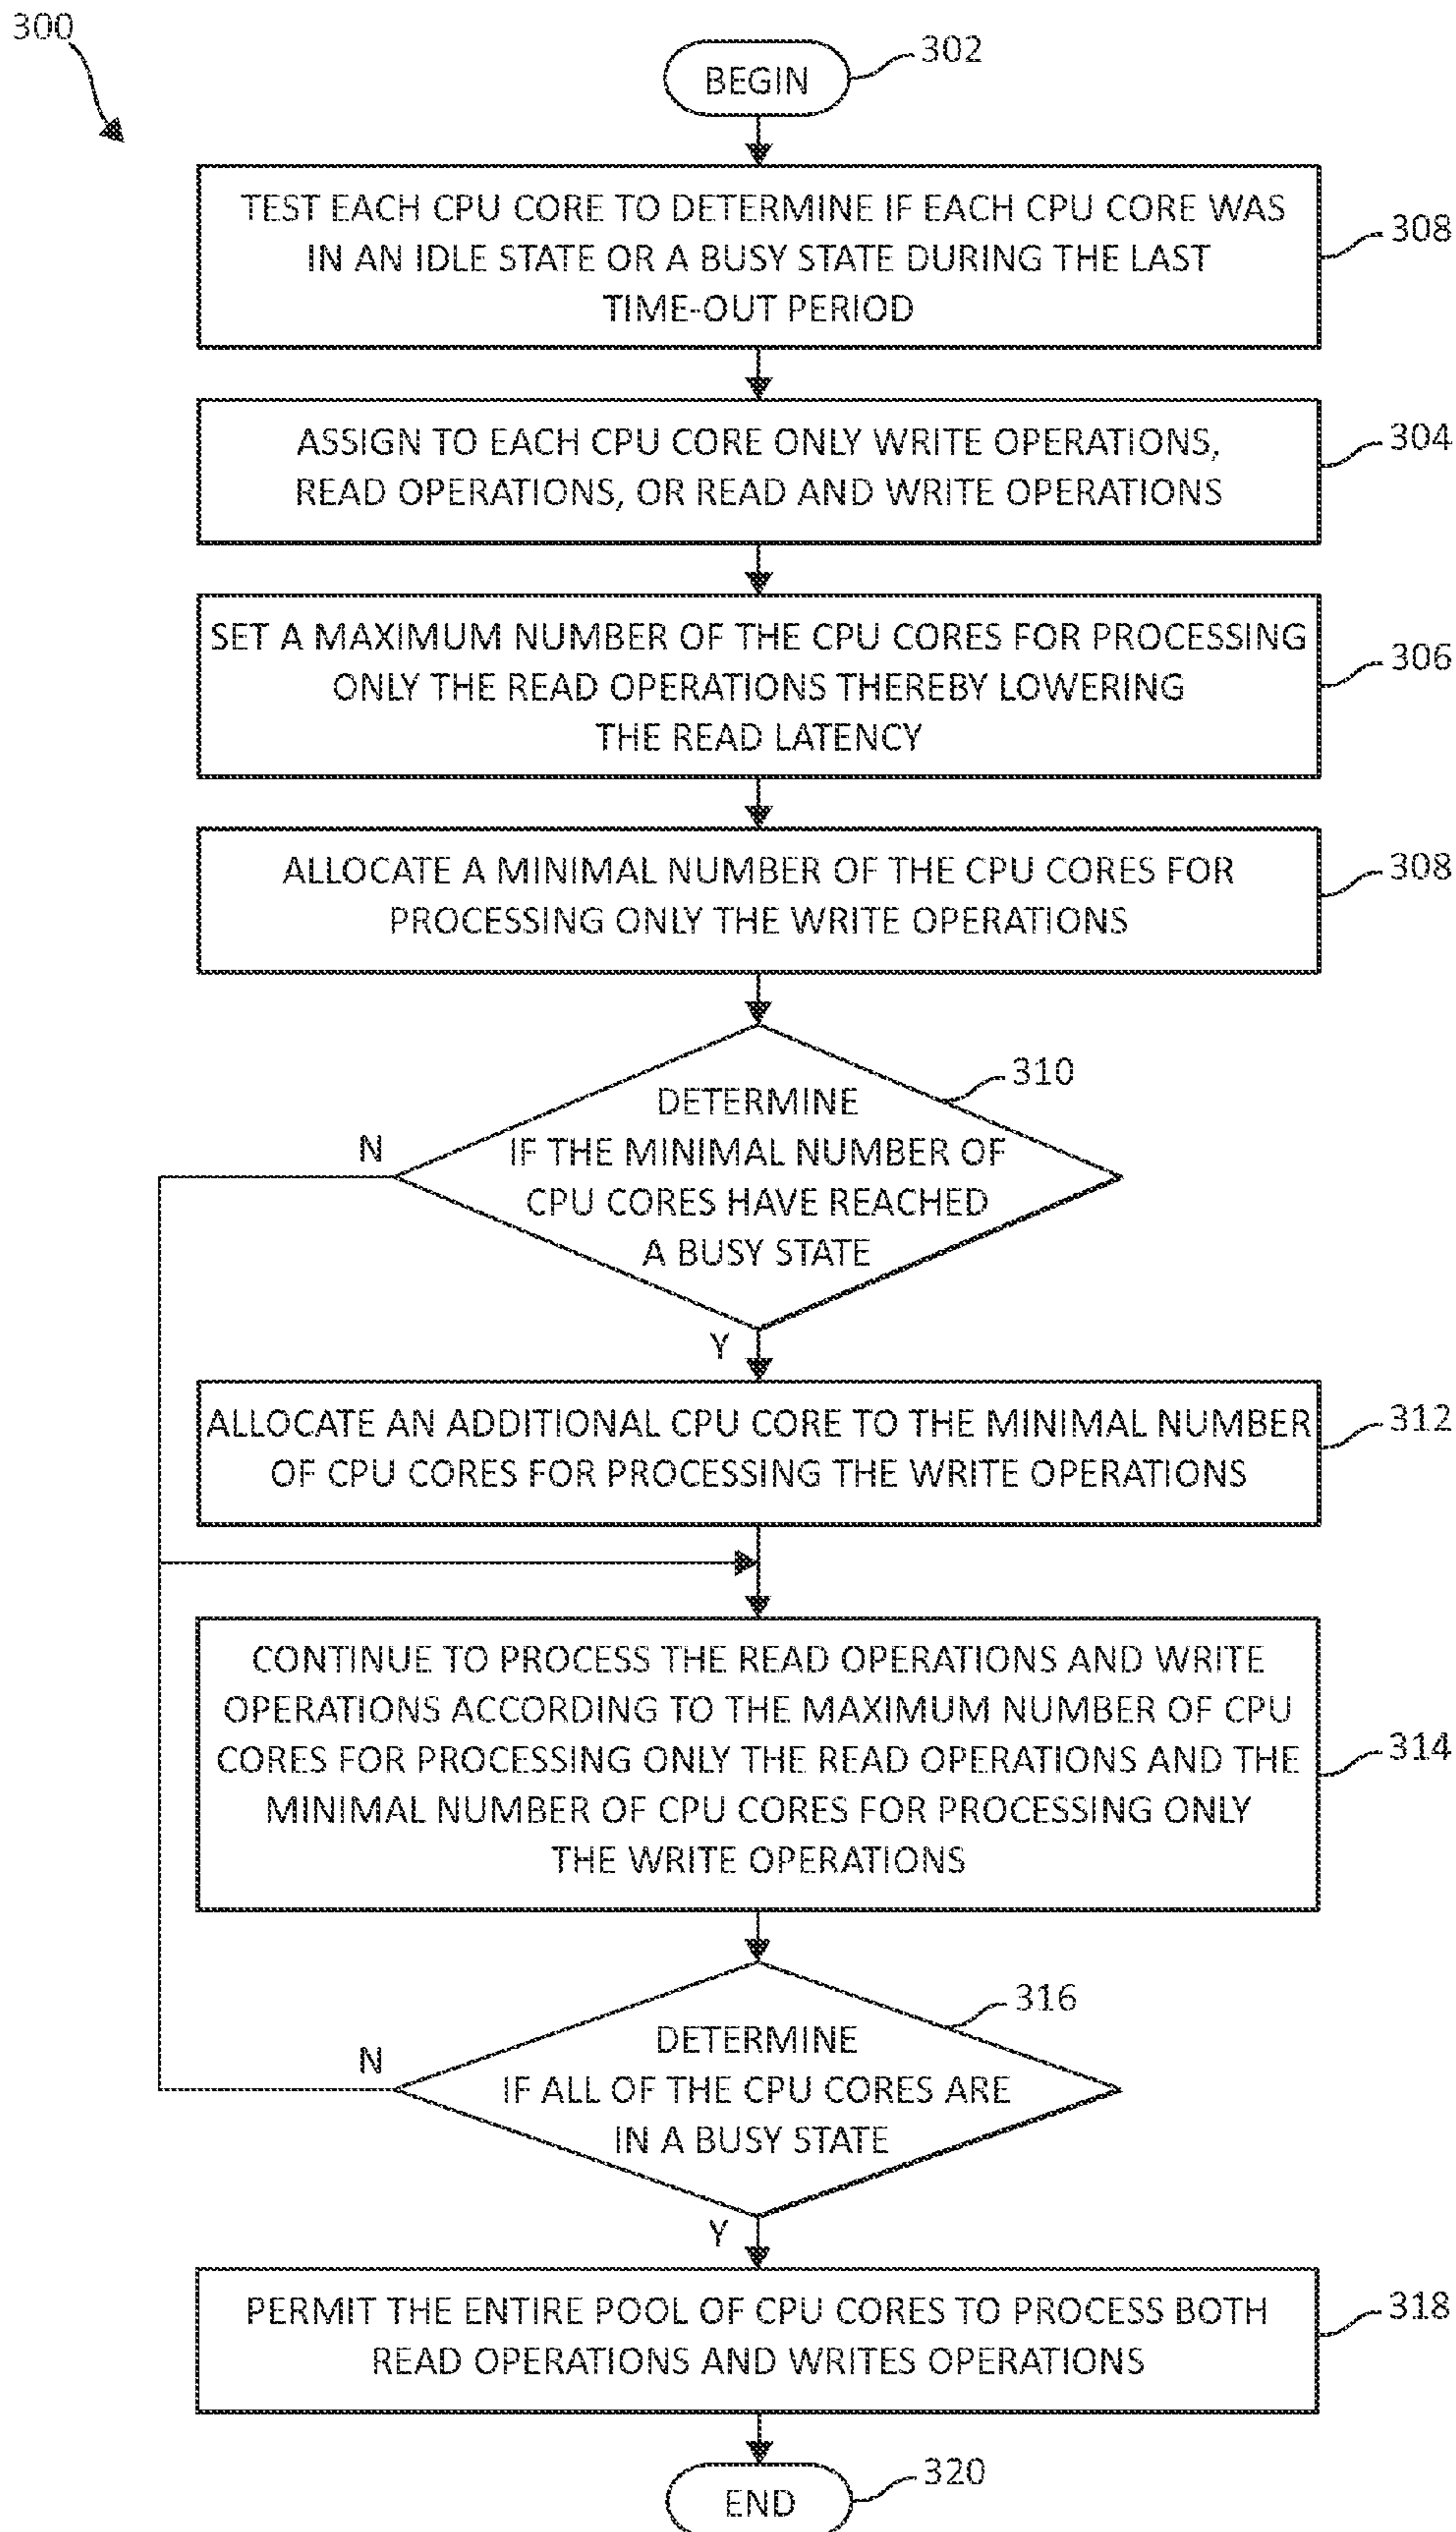 300
BEGIN
302
TEST EACH CPU CORE TO DETERMINE IF EACH CPU CORE WAS
IN AN IDLE STATE OR A BUSY STATE DURING THE LAST
TIME-OUT PERIOD
308
ASSIGN TO EACH CPU CORE ONLY WRITE OPERATIONS,
READ OPERATIONS, OR READ AND WRITE OPERATIONS
304
SET A MAXIMUM NUMBER OF THE CPU CORES FOR PROCESSING
ONLY THE READ OPERATIONS THEREBY LOWERING
THE READ LATENCY
306
ALLOCATE A MINIMAL NUMBER OF THE CPU CORES FOR
PROCESSING ONLY THE WRITE OPERATIONS
308
DETERMINE
IF THE MINIMAL NUMBER OF
CPU CORES HAVE REACHED
A BUSY STATE
310
N
Y
ALLOCATE AN ADDITIONAL CPU CORE TO THE MINIMAL NUMBER
OF CPU CORES FOR PROCESSING THE WRITE OPERATIONS
312
CONTINUE TO PROCESS THE READ OPERATIONS AND WRITE
OPERATIONS ACCORDING TO THE MAXIMUM NUMBER OF CPU
CORES FOR PROCESSING ONLY THE READ OPERATIONS AND THE
MINIMAL NUMBER OF CPU CORES FOR PROCESSING ONLY
THE WRITE OPERATIONS
314
DETERMINE
IF ALL OF THE CPU CORES ARE
IN A BUSY STATE
316
N
Y
PERMIT THE ENTIRE POOL OF CPU CORES TO PROCESS BOTH
READ OPERATIONS AND WRITES OPERATIONS
318
END
320